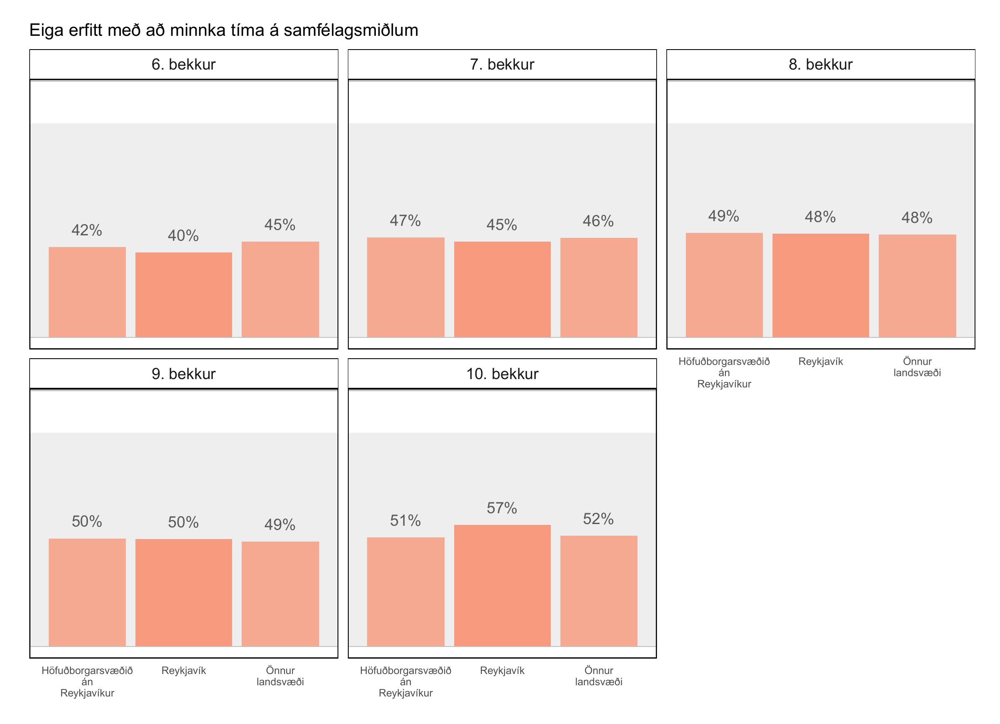 Eiga erfitt með að minnka tíma á samfélagsmiðlum
6. bekkur
42%
40%
45%
7. bekkur
47%
45%
46%
8. bekkur
49%
48%
48%
Höfuðborgarsvæðið
án
Reykjavíkur
Reykjavík
Önnur
landsvæði
9. bekkur
50%
50%
49%
Höfuðborgarsvæðið
án
Reykjavíkur
Reykjavík
Önnur
landsvæði
10. bekkur
51%
57%
52%
Höfuðborgarsvæðið
án
Reykjavíkur
Reykjavík
Önnur
landsvæði